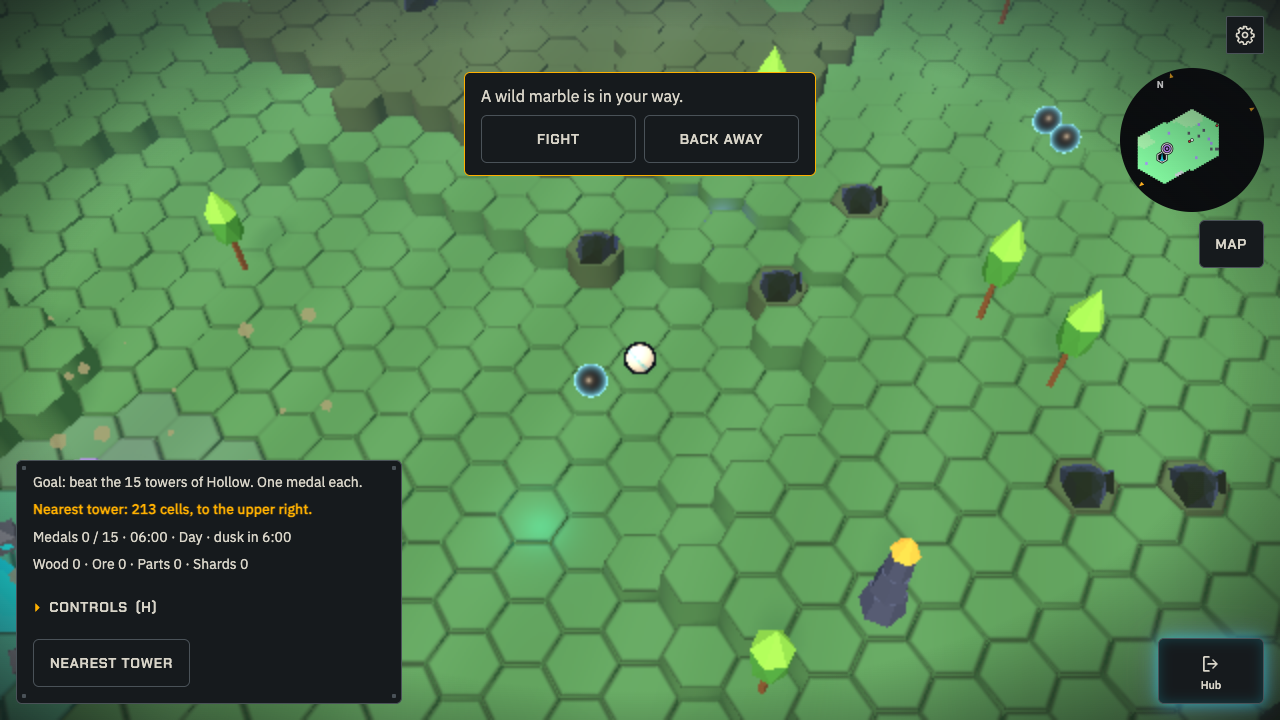 A wild marble is in your way.
FIGHT
BACK AWAY
N
MAP
Goal: beat the 15 towers of Hollow. One medal each.
Nearest tower: 213 cells, to the upper right.
Medals 0 / 15 · 06:00 · Day · dusk in 6:00
Wood 0 · Ore 0 · Parts 0 · Shards 0
CONTROLS (H)
NEAREST TOWER
Hub